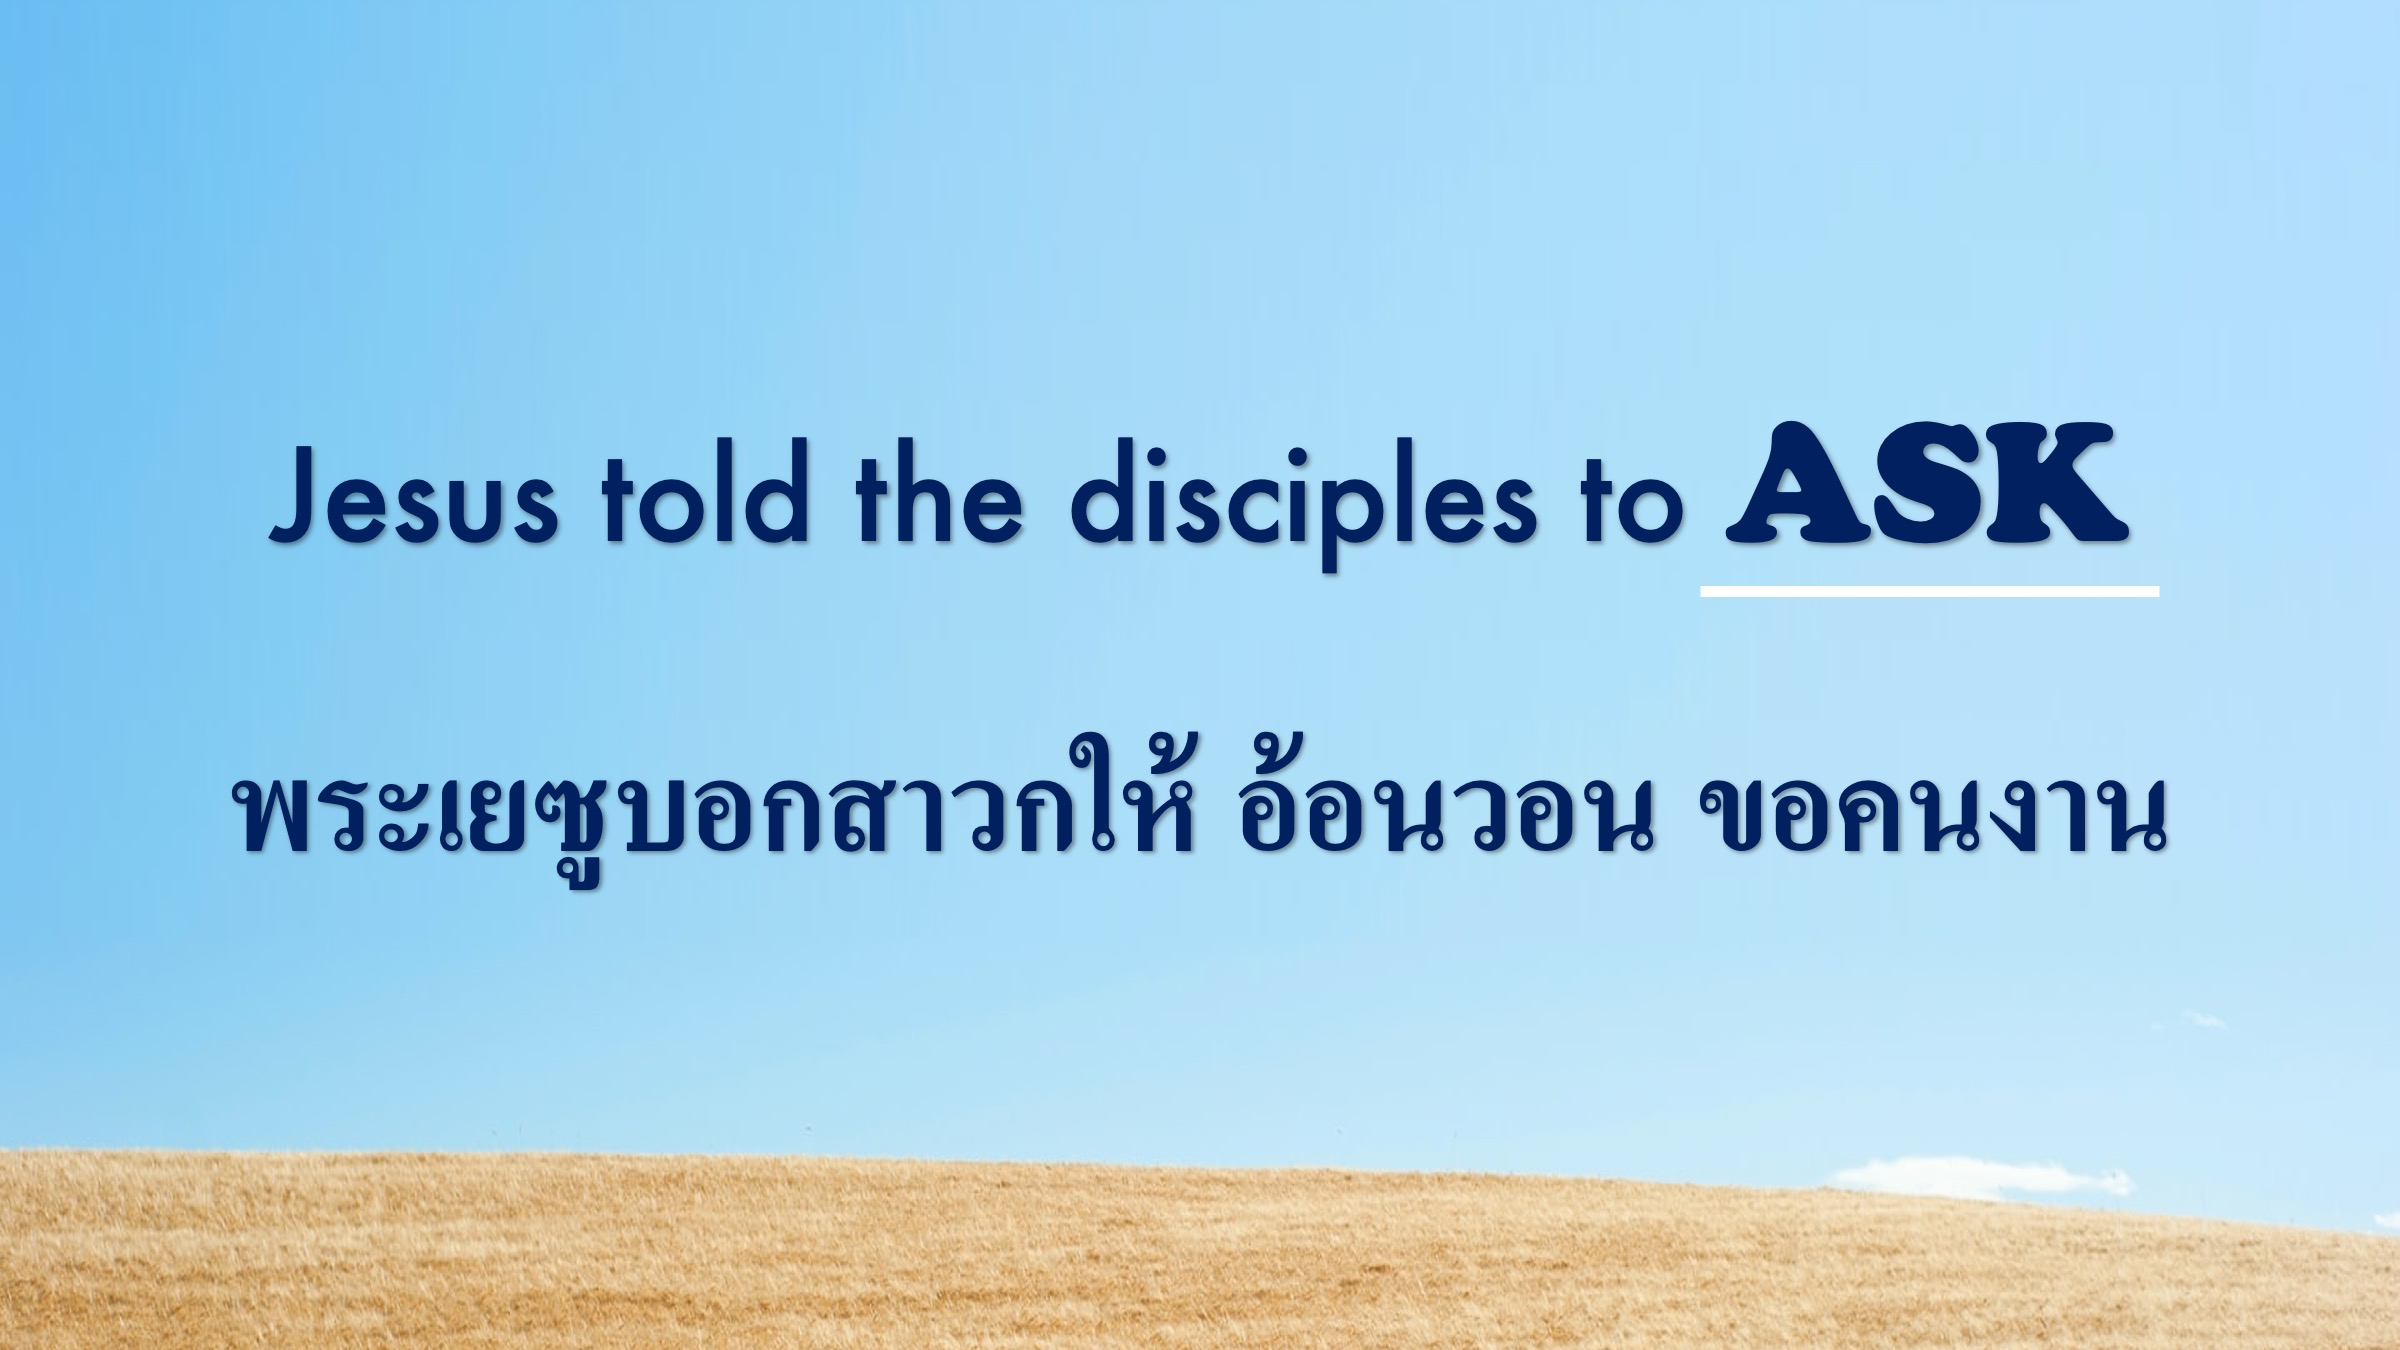 Jesus told the disciples to ASK
พระเยซูบอกสาวกให้ อ้อนวอน ขอคนงาน